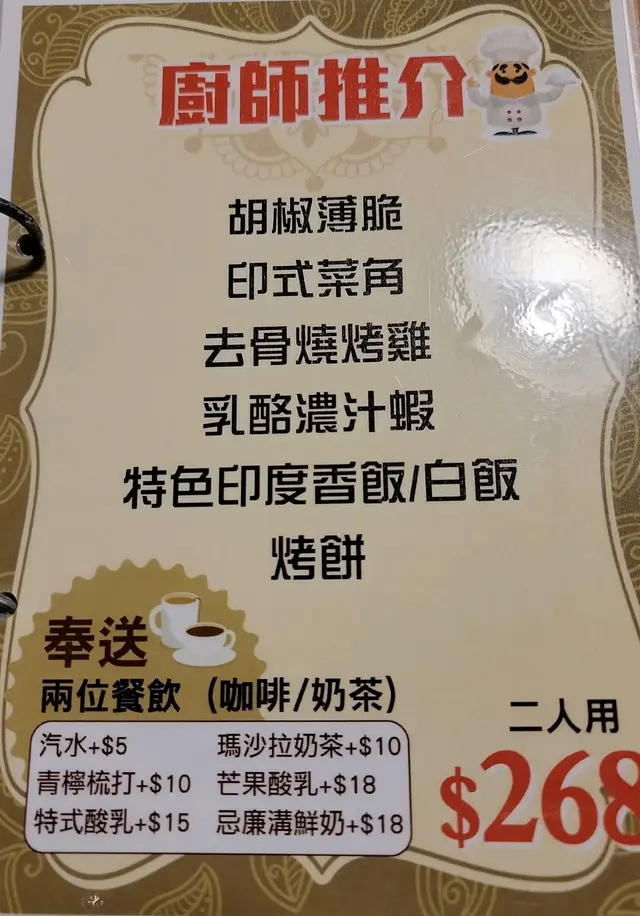 廚師推介
胡椒薄脆
印式菜角
去骨燒烤雞
乳酪濃汁蝦
特色印度香飯/白飯
烤餅
奉送
兩位餐飲 (咖啡/奶茶)
汽水+$5
瑪沙拉奶茶+$10
青檸梳打+$10
芒果酸乳+$18
特式酸乳+$15
忌廉溝鮮奶+$18
二人用
$268